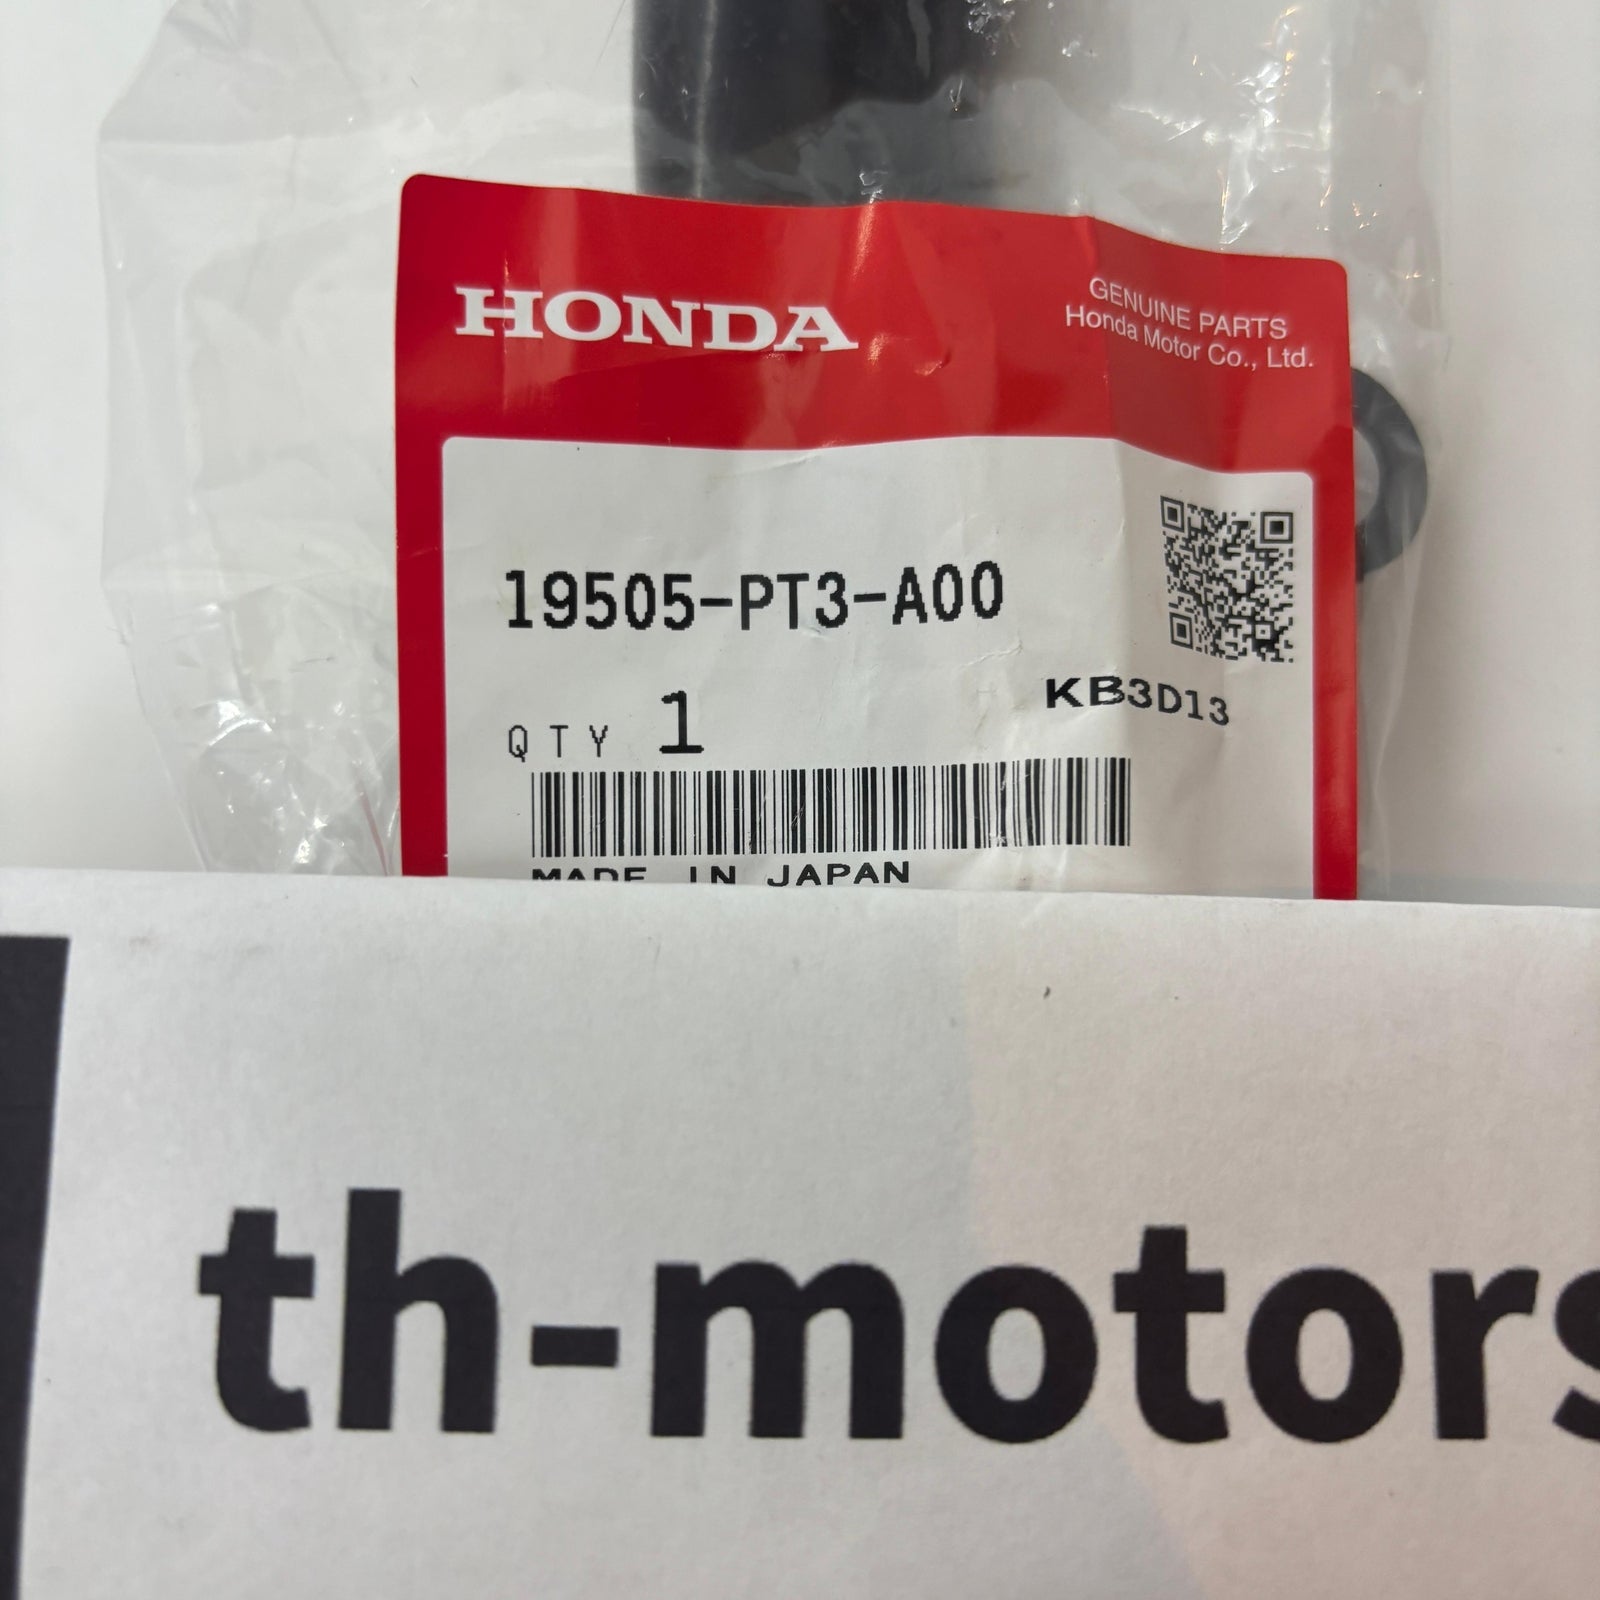 HONDA
GENUINE PARTS
Honda Motor Co., Ltd.
19505-PT3-A00
KB3D13
QTY 1
MADE IN JAPAN
th-motors